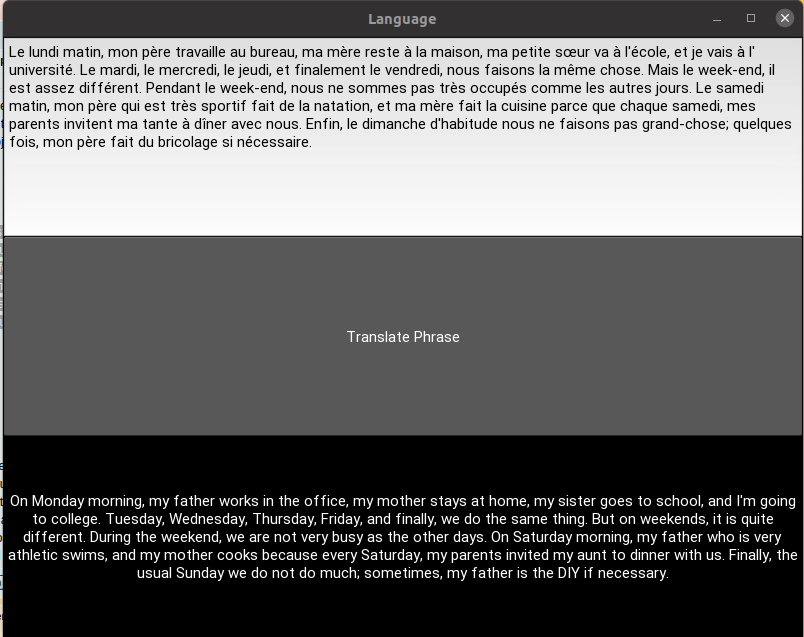 Language
Le lundi matin, mon père travaille au bureau, ma mère reste à la maison, ma petite sœur va à l'école, et je vais à l'
université. Le mardi, le mercredi, le jeudi, et finalement le vendredi, nous faisons la même chose. Mais le week-end, il
est assez différent. Pendant le week-end, nous ne sommes pas très occupés comme les autres jours. Le samedi
matin, mon père qui est très sportif fait de la natation, et ma mère fait la cuisine parce que chaque samedi, mes
parents invitent ma tante à dîner avec nous. Enfin, le dimanche d'habitude nous ne faisons pas grand-chose; quelques
fois, mon père fait du bricolage si nécessaire.
Translate Phrase
On Monday morning, my father works in the office, my mother stays at home, my sister goes to school, and I'm going
to college. Tuesday, Wednesday, Thursday, Friday, and finally, we do the same thing. But on weekends, it is quite
different. During the weekend, we are not very busy as the other days. On Saturday morning, my father who is very
athletic swims, and my mother cooks because every Saturday, my parents invited my aunt to dinner with us. Finally, the
usual Sunday we do not do much; sometimes, my father is the DIY if necessary.